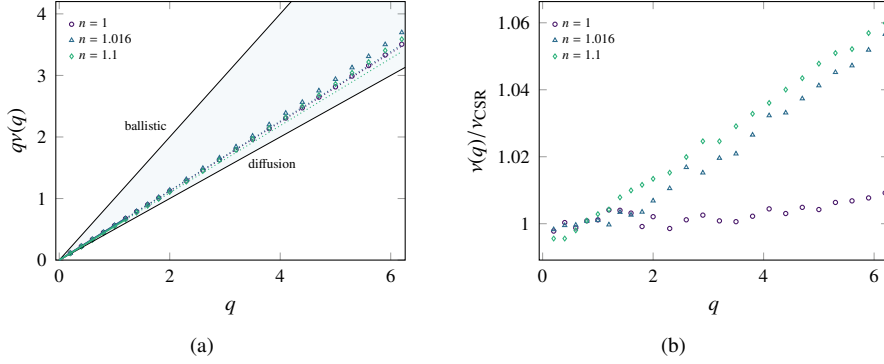 n = 1
n = 1.016
n = 1.1
ballistic
diffusion
qν(q)
4
3
2
1
0
0 2 4 6
q
(a)
n = 1
n = 1.016
n = 1.1
ν(q)/νCSR
1.06
1.04
1.02
1
0 2 4 6
q
(b)